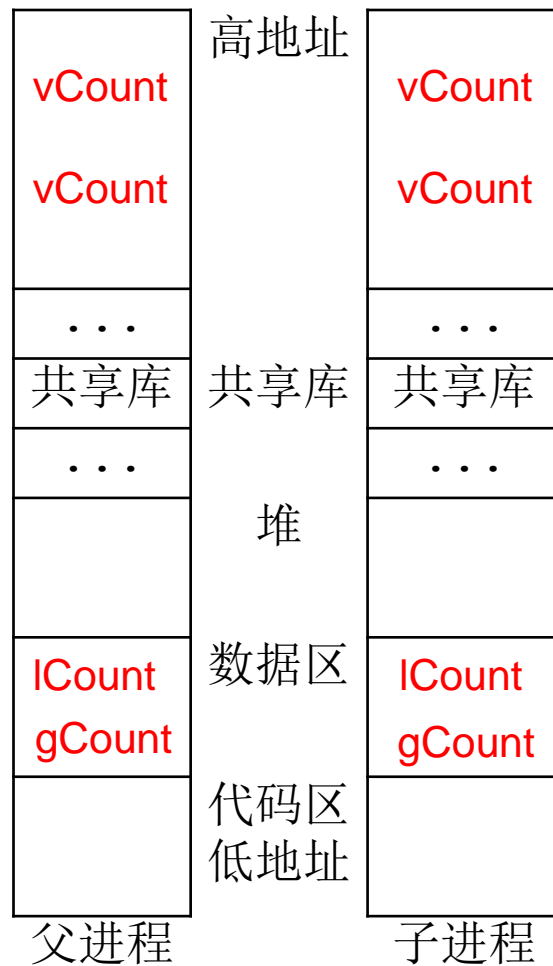 高地址
vCount vCount
vCount vCount
... ...
共享库 共享库 共享库
... ...
堆
数据区
lCount lCount
gCount gCount
代码区
低地址
父进程 子进程